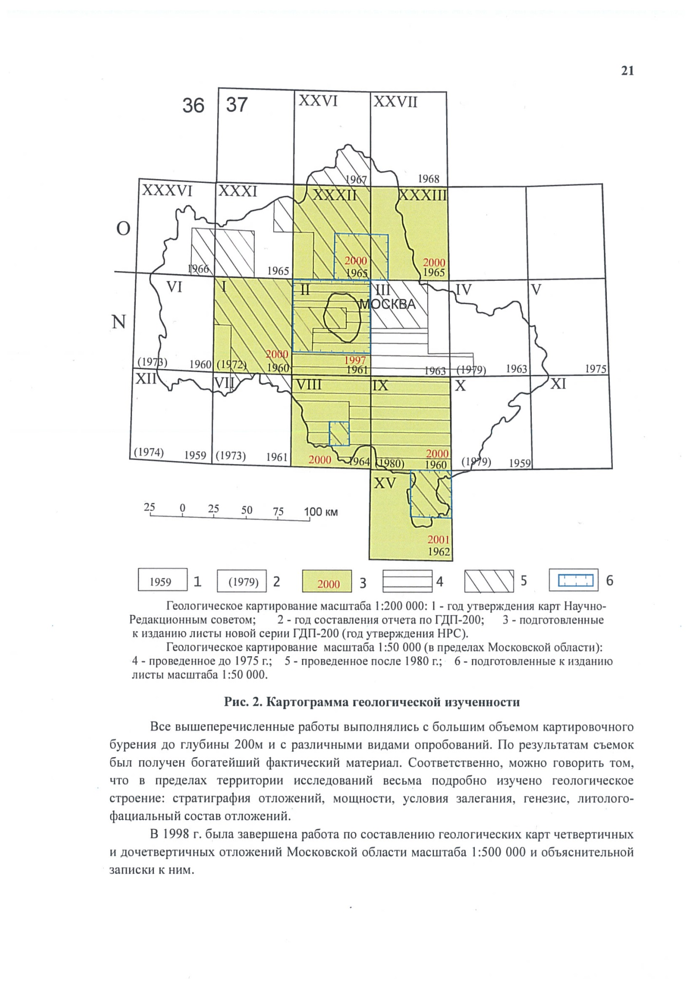 21
36 37 XXVI XXVII
1967 1968
XXXVI XXXI XXXII XXXIII
O
2000 2000
1966 1965 1965 1965
VI I II III IV V
МОСКВА
N
2000 1997
(1973) 1960 (1972) 1960 1961 1963 (1979) 1963 1975
XII VII VIII IX X XI
(1974) 1959 (1973) 1961 2000 1964 (1980) 2000 1960 (1979) 1959
XV
25 0 25 50 75 100 км
2001
1962
1959 1 (1979) 2 2000 3 4 5 6
Геологическое картирование масштаба 1:200 000: 1 - год утверждения карт Научно-
Редакционным советом; 2 - год составления отчета по ГДП-200; 3 - подготовленные
к изданию листы новой серии ГДП-200 (год утверждения НРС).
Геологическое картирование масштаба 1:50 000 (в пределах Московской области):
4 - проведенное до 1975 г.; 5 - проведенное после 1980 г.; 6 - подготовленные к изданию
листы масштаба 1:50 000.
Рис. 2. Картограмма геологической изученности
Все вышеперечисленные работы выполнялись с большим объемом картировочного
бурения до глубины 200м и с различными видами опробований. По результатам съемок
был получен богатейший фактический материал. Соответственно, можно говорить том,
что в пределах территории исследований весьма подробно изучено геологическое
строение: стратиграфия отложений, мощности, условия залегания, генезис, литолого-
фациальный состав отложений.
В 1998 г. была завершена работа по составлению геологических карт четвертичных
и дочетвертичных отложений Московской области масштаба 1:500 000 и объяснительной
записки к ним.